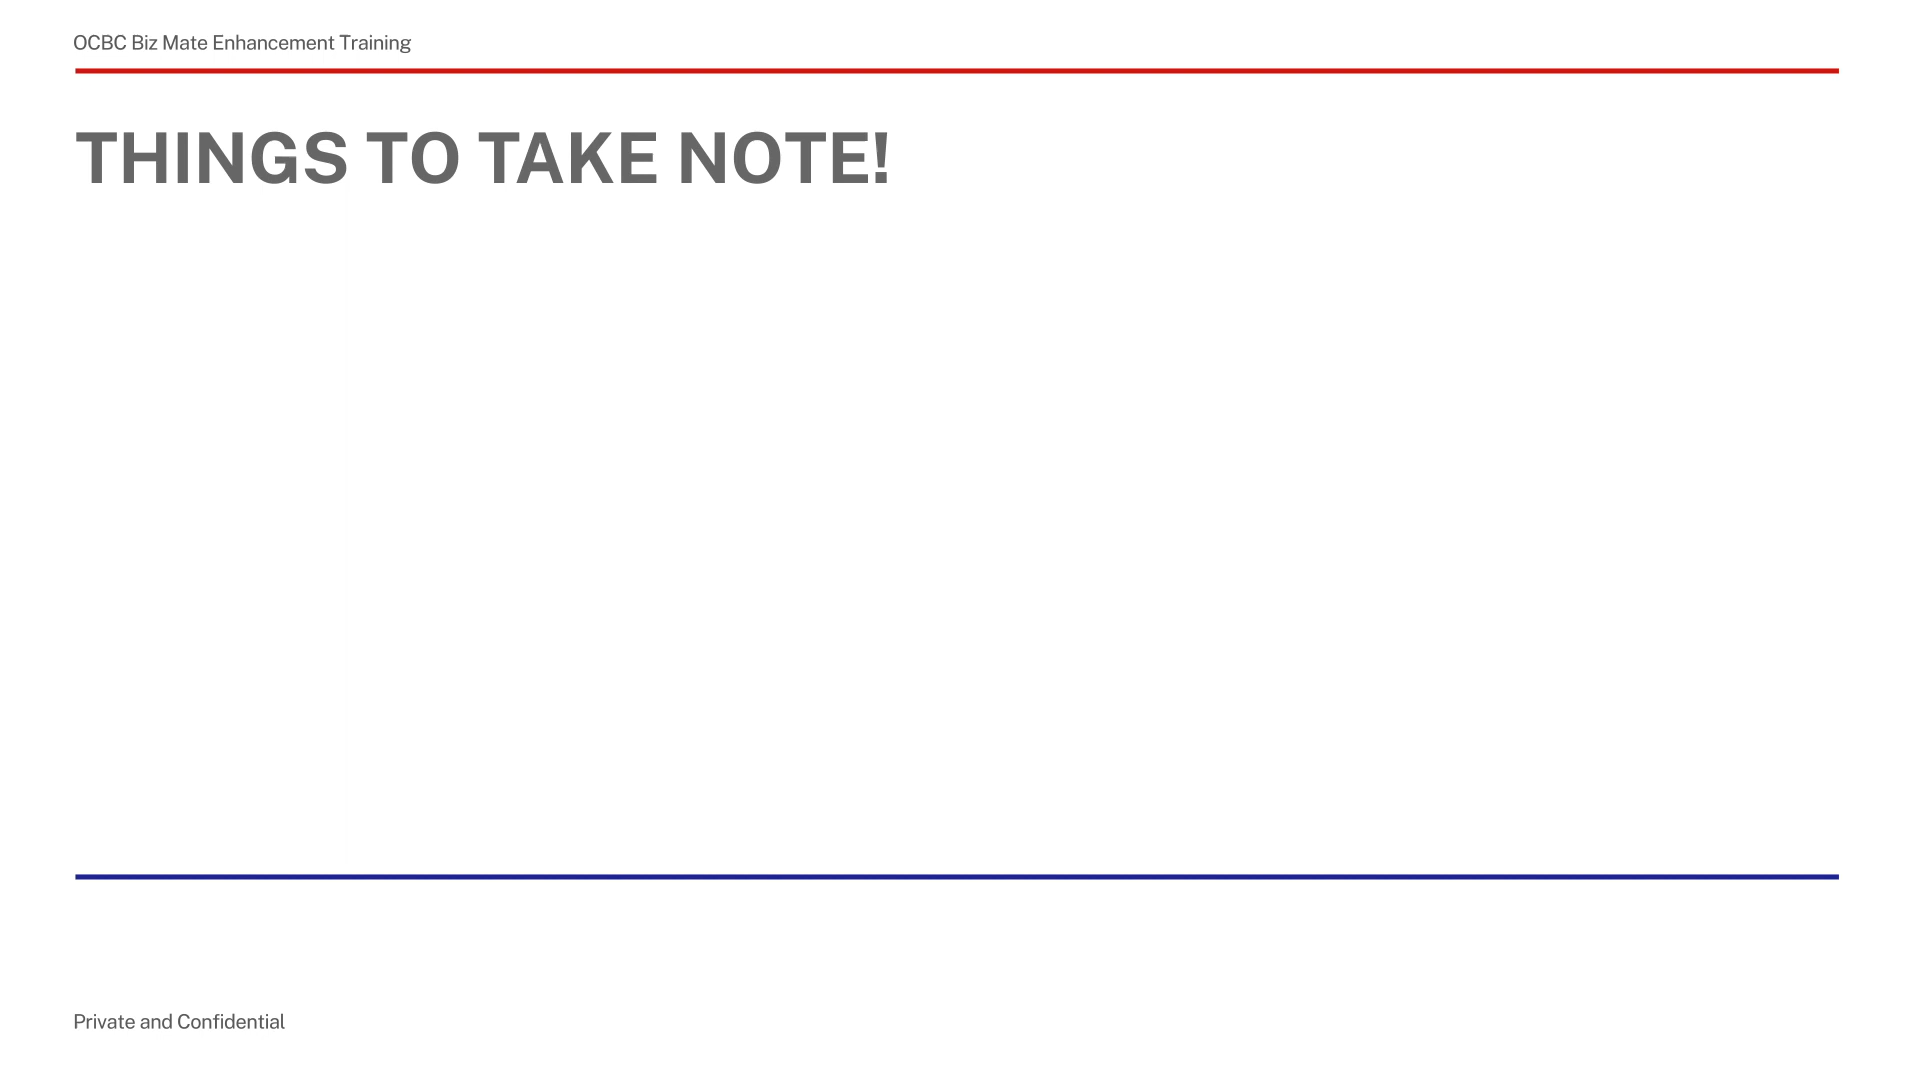 OCBC Biz Mate Enhancement Training
THINGS TO TAKE NOTE!
Private and Confidential